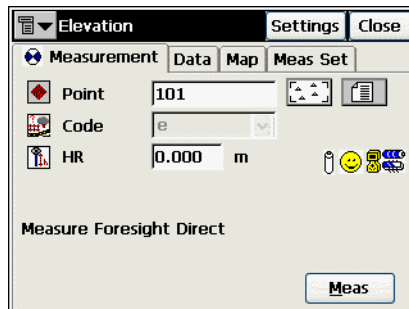 Elevation Settings Close
Measurement Data Map Meas Set
Point 101
Code e
HR 0.000 m
Measure Foresight Direct
Meas